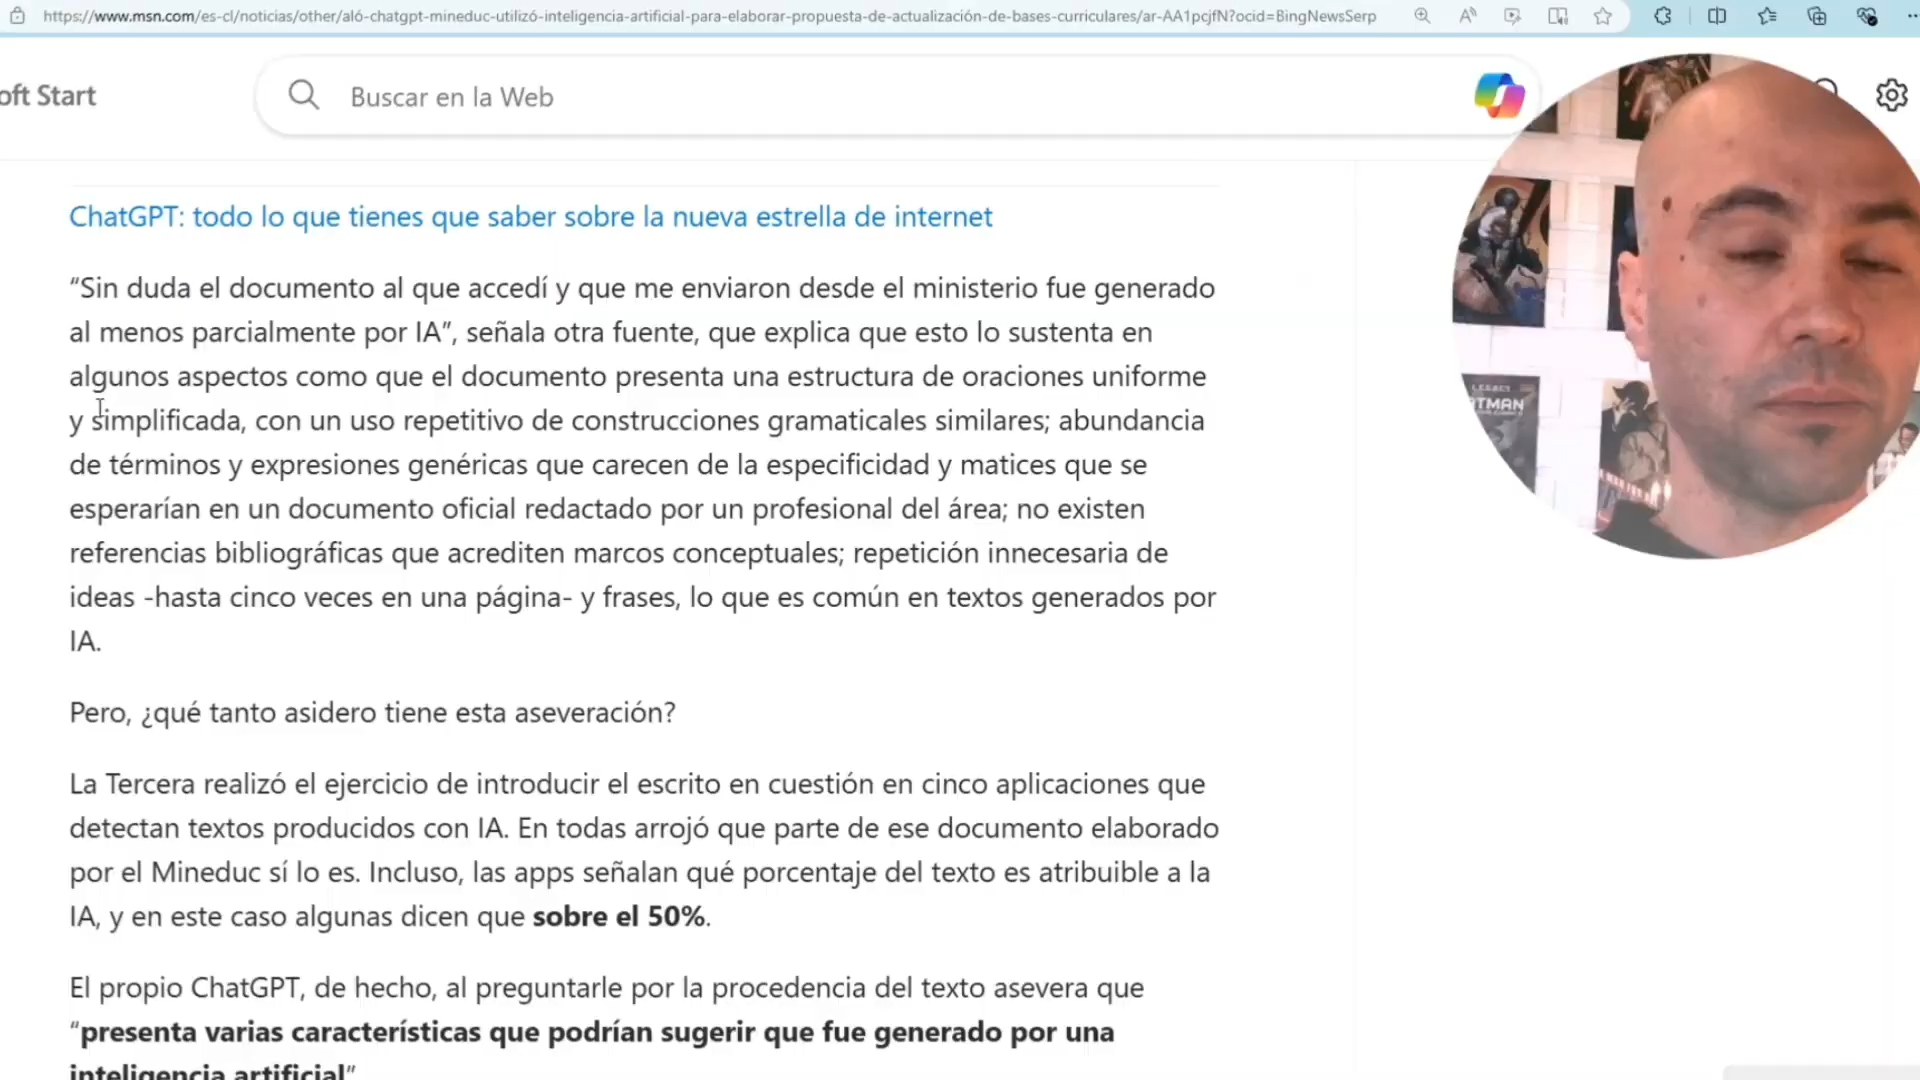 https://www.msn.com/es-cl/noticias/other/aló-chatgpt-mineduc-utilizó-inteligencia-artificial-para-elaborar-propuesta-de-actualización-de-bases-curriculares/ar-AA1pcjfN?ocid=BingNewsSerp
oft Start
Buscar en la Web
ChatGPT: todo lo que tienes que saber sobre la nueva estrella de internet
“Sin duda el documento al que accedí y que me enviaron desde el ministerio fue generado
al menos parcialmente por IA”, señala otra fuente, que explica que esto lo sustenta en
algunos aspectos como que el documento presenta una estructura de oraciones uniforme
y simplificada, con un uso repetitivo de construcciones gramaticales similares; abundancia
de términos y expresiones genéricas que carecen de la especificidad y matices que se
esperarían en un documento oficial redactado por un profesional del área; no existen
referencias bibliográficas que acrediten marcos conceptuales; repetición innecesaria de
ideas -hasta cinco veces en una página- y frases, lo que es común en textos generados por
IA.
Pero, ¿qué tanto asidero tiene esta aseveración?
La Tercera realizó el ejercicio de introducir el escrito en cuestión en cinco aplicaciones que
detectan textos producidos con IA. En todas arrojó que parte de ese documento elaborado
por el Mineduc sí lo es. Incluso, las apps señalan qué porcentaje del texto es atribuible a la
IA, y en este caso algunas dicen que sobre el 50%.
El propio ChatGPT, de hecho, al preguntarle por la procedencia del texto asevera que
“presenta varias características que podrían sugerir que fue generado por una
inteligencia artificial”
LEGACY
TMAN